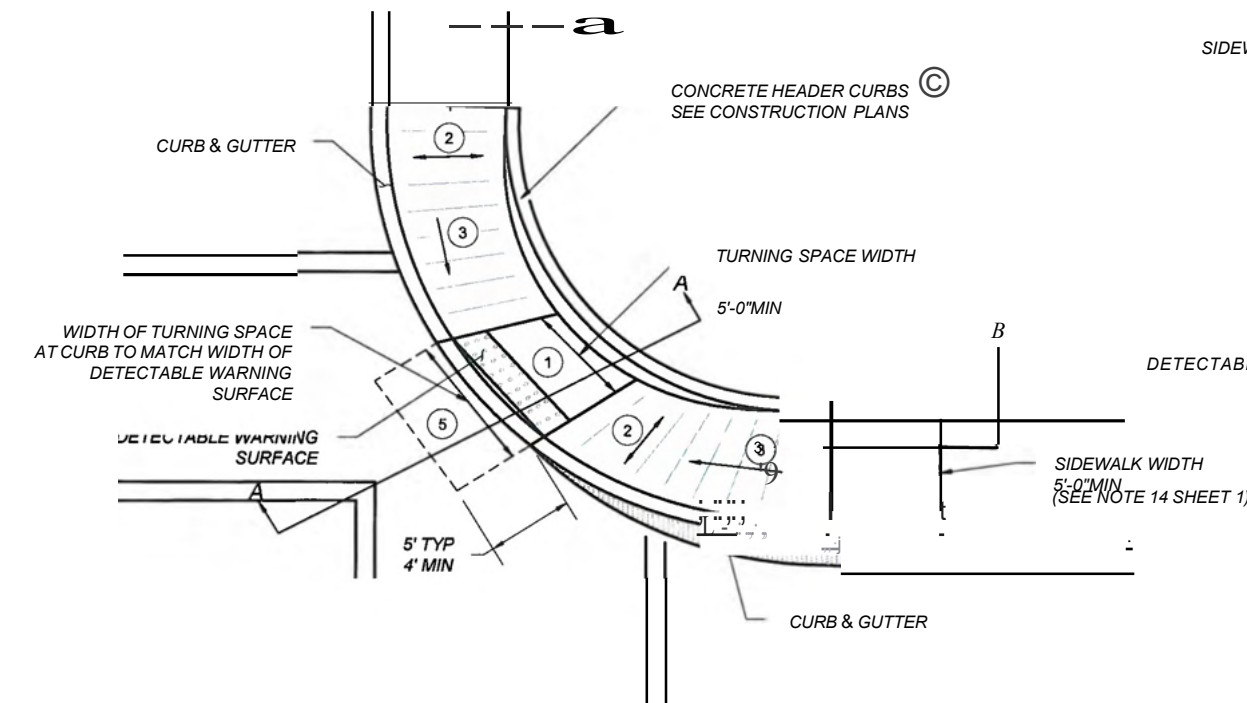 a
SIDEW
CONCRETE HEADER CURBS ©
SEE CONSTRUCTION PLANS
CURB & GUTTER
2
3
TURNING SPACE WIDTH
A
5'-0"MIN
WIDTH OF TURNING SPACE
AT CURB TO MATCH WIDTH OF
DETECTABLE WARNING
SURFACE
B
1
DETECTAB
5
2
DETECTABLE WARNING
SURFACE
3
SIDEWALK WIDTH
5'-0"MIN
(SEE NOTE 14 SHEET 1)
A
5' TYP
4' MIN
CURB & GUTTER